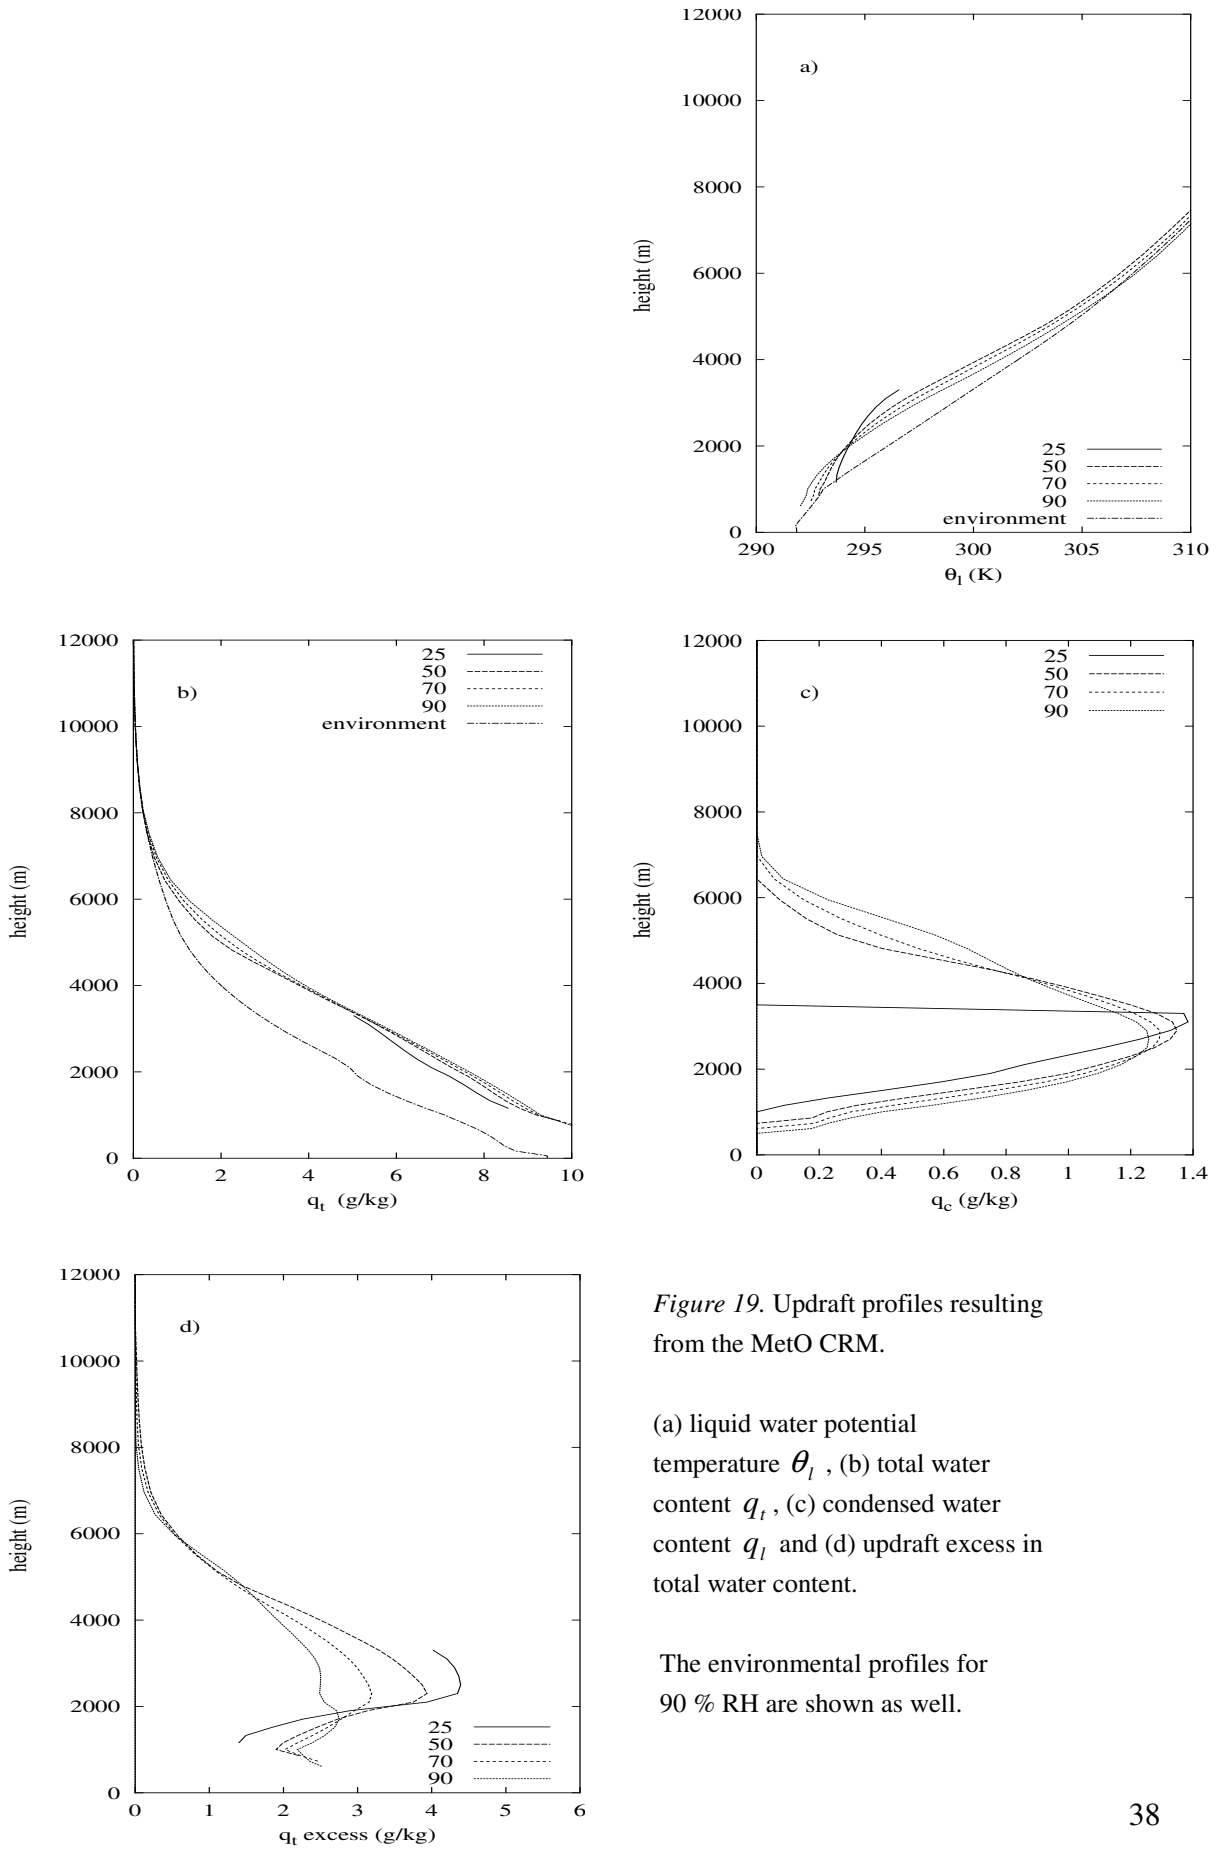 12000
a)
10000
8000
6000
4000
2000
0
height (m)
25
50
70
90
environment
290 295 300 305 310
θl (K)
12000
b)
10000
8000
6000
4000
2000
0
height (m)
25
50
70
90
environment
0 2 4 6 8 10
qt (g/kg)
12000
c)
10000
8000
6000
4000
2000
0
height (m)
25
50
70
90
0 0.2 0.4 0.6 0.8 1 1.2 1.4
qc (g/kg)
12000
d)
10000
8000
6000
4000
2000
0
height (m)
25
50
70
90
0 1 2 3 4 5 6
qt excess (g/kg)
Figure 19. Updraft profiles resulting
from the MetO CRM.
(a) liquid water potential
temperature θl , (b) total water
content qt , (c) condensed water
content ql and (d) updraft excess in
total water content.
The environmental profiles for
90 % RH are shown as well.
38